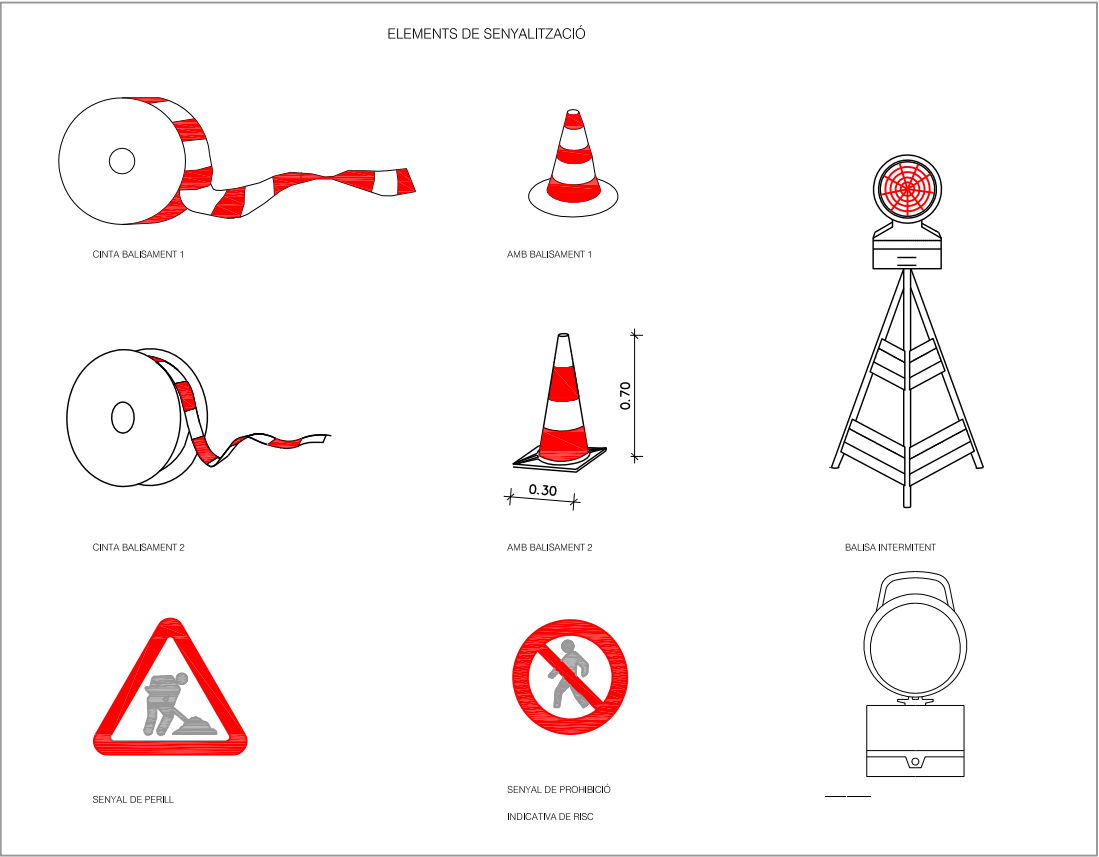 ELEMENTS DE SENYALITZACIÓ
CINTA BALISAMENT 1
AMB BALISAMENT 1
0.70
0.30
CINTA BALISAMENT 2
AMB BALISAMENT 2
BALISA INTERMITENT
SENYAL DE PERILL
SENYAL DE PROHIBICIÓ
INDICATIVA DE RISC